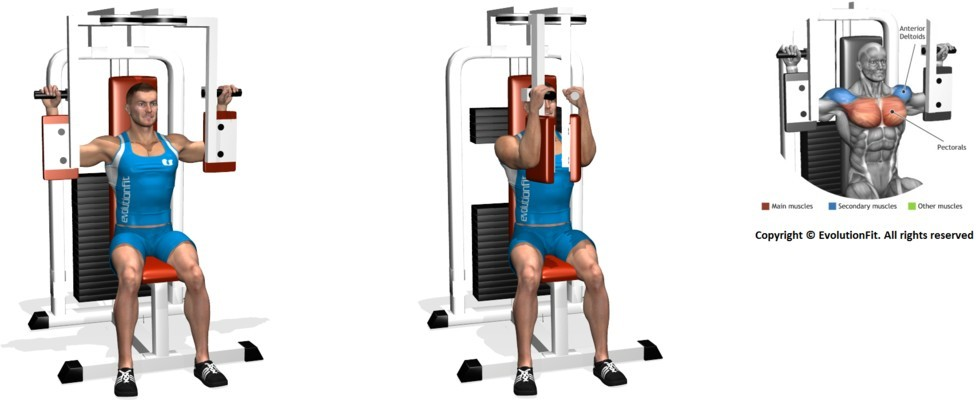 evolutionfit
evolutionfit
Anterior
Deltoids
Pectorals
Main muscles
Secondary muscles
Other muscles
Copyright © EvolutionFit. All rights reserved